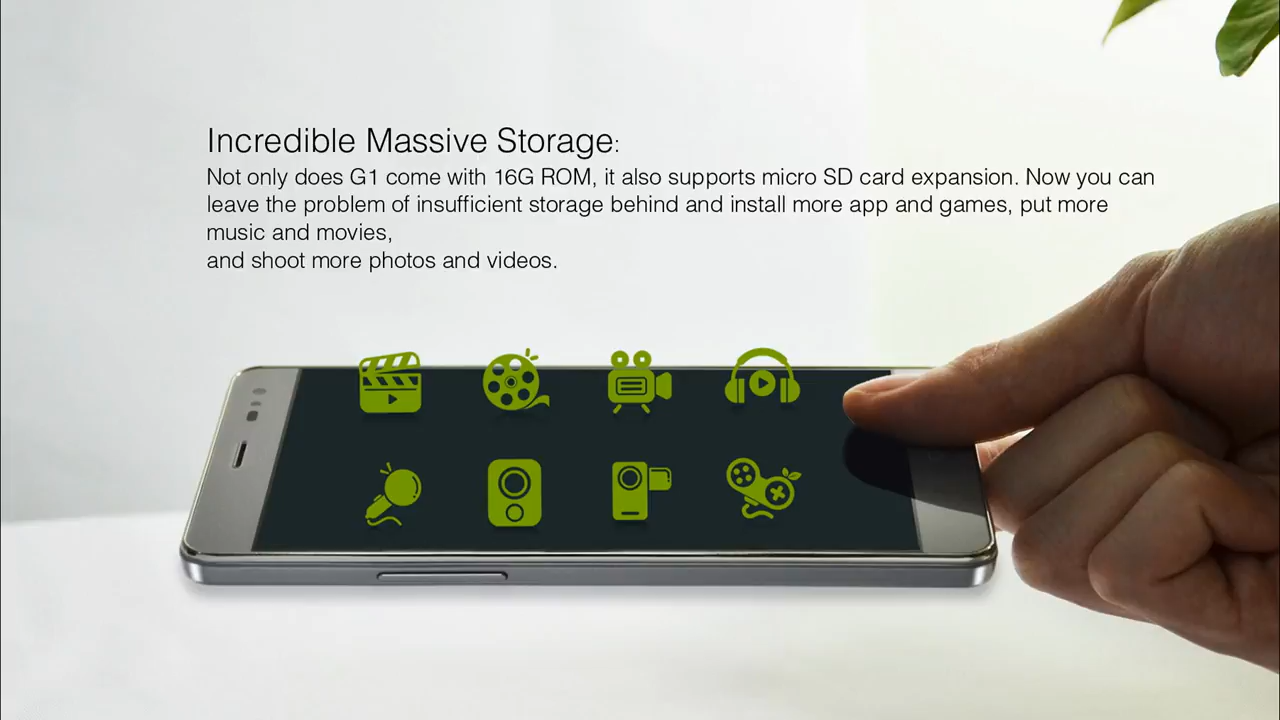 Incredible Massive Storage:
Not only does G1 come with 16G ROM, it also supports micro SD card expansion. Now you can
leave the problem of insufficient storage behind and install more app and games, put more
music and movies,
and shoot more photos and videos.